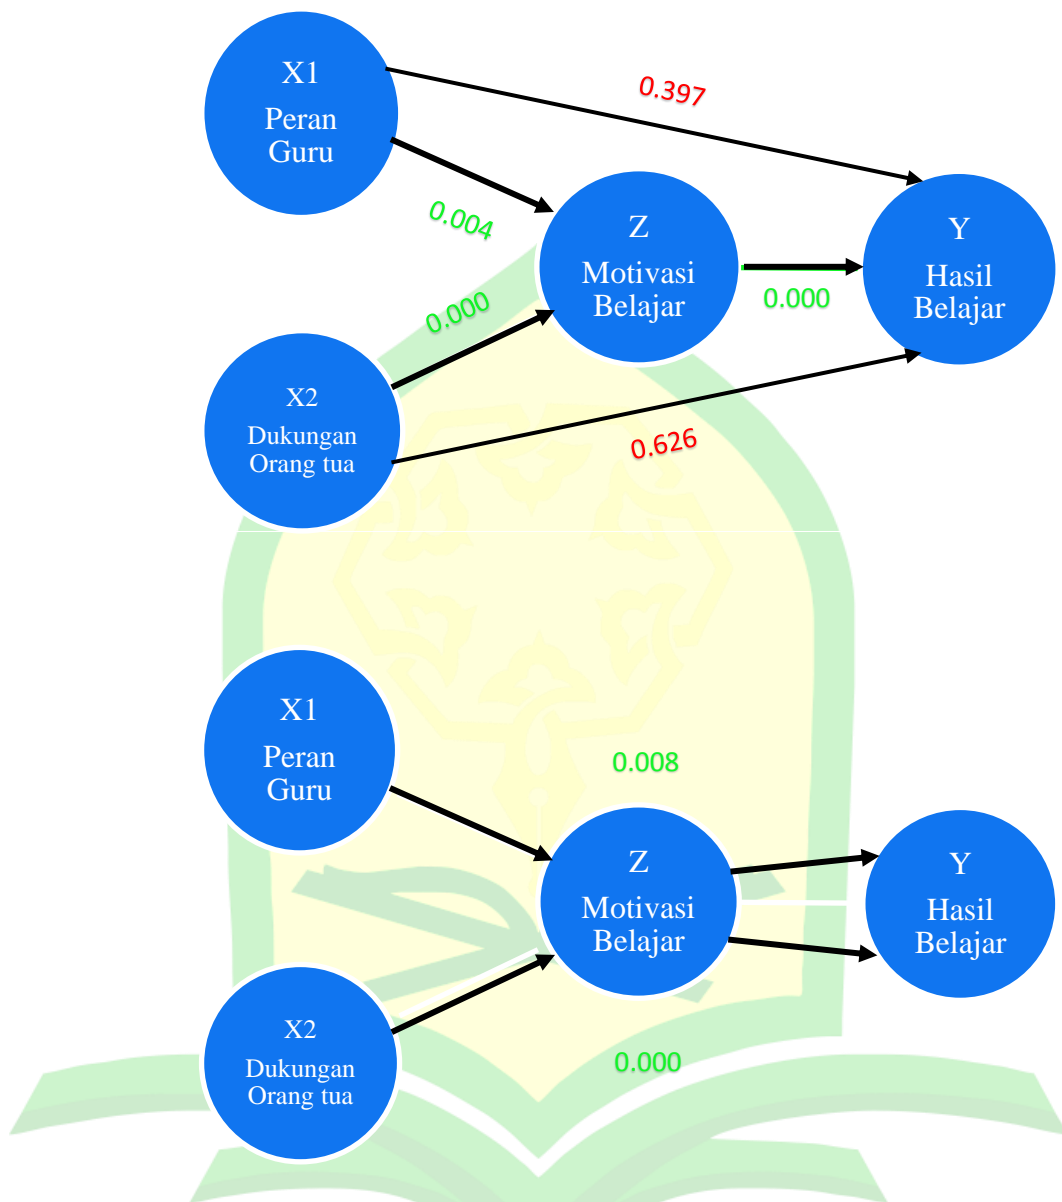 X1
Peran
Guru
0.397
0.004
Z
Motivasi
Belajar
Y
Hasil
Belajar
0.000
0.000
X2
Dukungan
Orang tua
0.626
X1
Peran
Guru
0.008
Z
Motivasi
Belajar
Y
Hasil
Belajar
X2
Dukungan
Orang tua
0.000